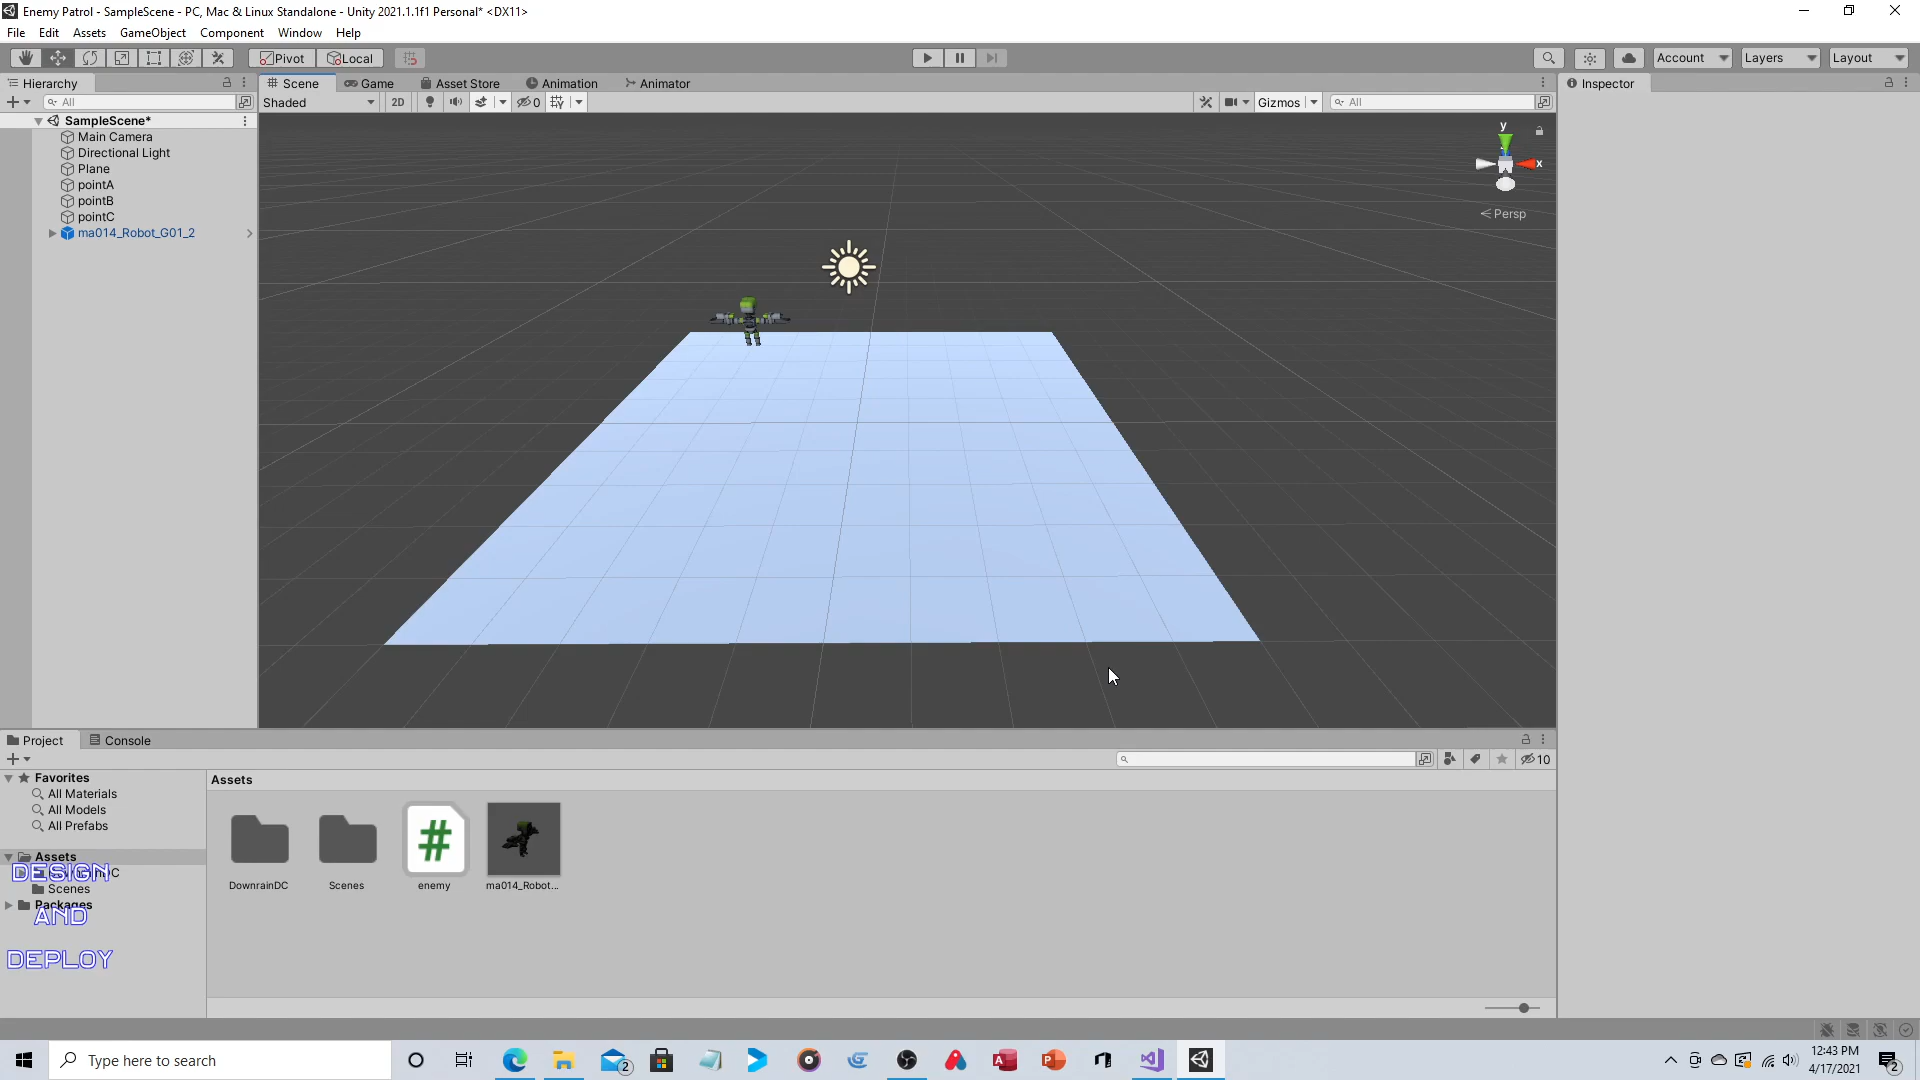 Enemy Patrol - SampleScene - PC, Mac & Linux Standalone - Unity 2021.1.1f1 Personal* <DX11>
File Edit Assets GameObject Component Window Help
Pivot Local Account Layers Layout
Hierarchy
All
SampleScene*
Main Camera
Directional Light
Plane
pointA
pointB
pointC
ma014_Robot_G01_2
Scene Game Asset Store Animation Animator
Shaded 2D 0 Gizmos All
y
x
Persp
Inspector
Project Console
10
Favorites
All Materials
All Models
All Prefabs
Assets
Scenes
Packages
DESIGN
AND
DEPLOY
Assets
DownrainDC Scenes enemy ma014_Robot...
Type here to search
2
12:43 PM
4/17/2021
2